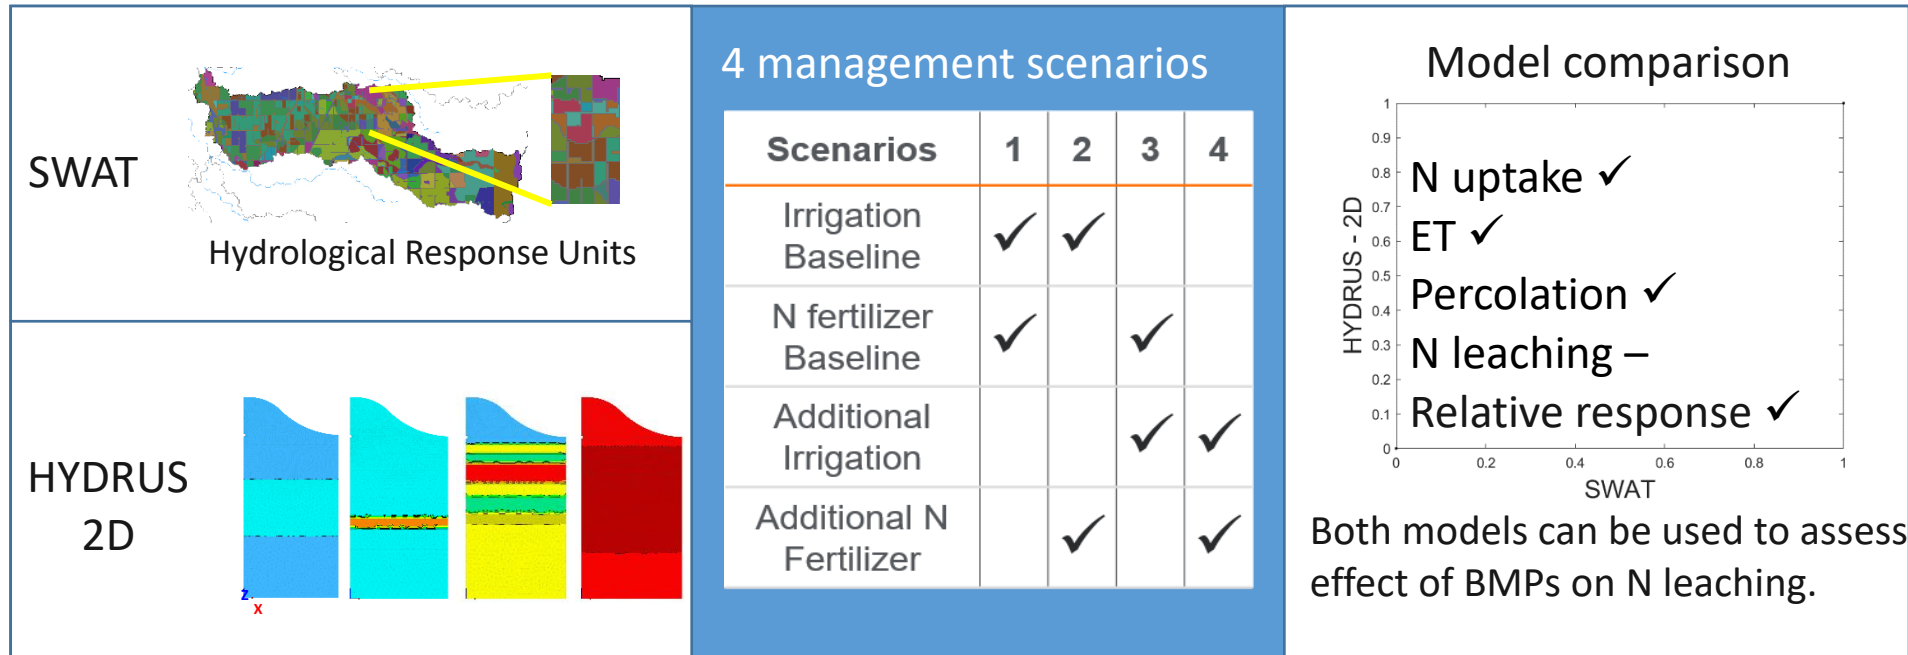 SWAT
Hydrological Response Units
HYDRUS
2D
Z
X
4 management scenarios
Scenarios 1 2 3 4
Irrigation
Baseline ✓ ✓
N fertilizer
Baseline ✓ ✓
Additional
Irrigation ✓ ✓
Additional N
Fertilizer ✓ ✓
Model comparison
HYDRUS - 2D
1
0.9
0.8
0.7
0.6
0.5
0.4
0.3
0.2
0.1
0
N uptake ✓
ET ✓
Percolation ✓
N leaching –
Relative response ✓
0 0.2 0.4 0.6 0.8 1
SWAT
Both models can be used to assess
effect of BMPs on N leaching.